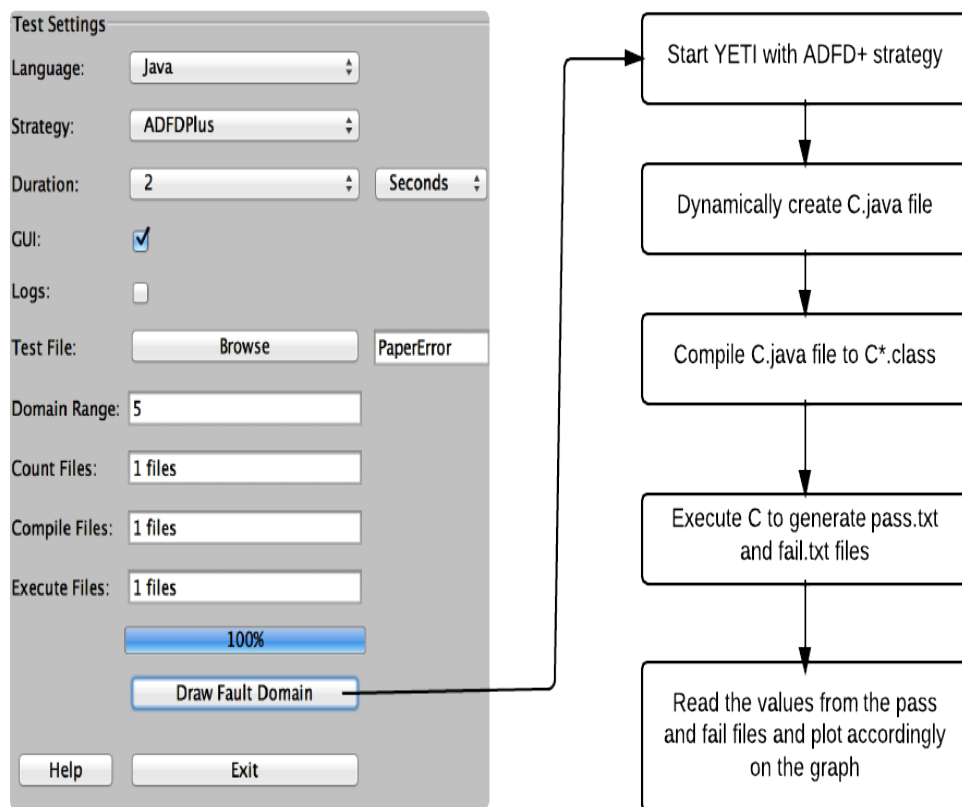 Test Settings
Language: Java
Strategy: ADFDPlus
Duration: 2 Seconds
GUI:
Logs:
Test File: Browse PaperError
Domain Range: 5
Count Files: 1 files
Compile Files: 1 files
Execute Files: 1 files
100%
Draw Fault Domain
Help Exit
Start YETI with ADFD+ strategy
Dynamically create C.java file
Compile C.java file to C*.class
Execute C to generate pass.txt
and fail.txt files
Read the values from the pass
and fail files and plot accordingly
on the graph